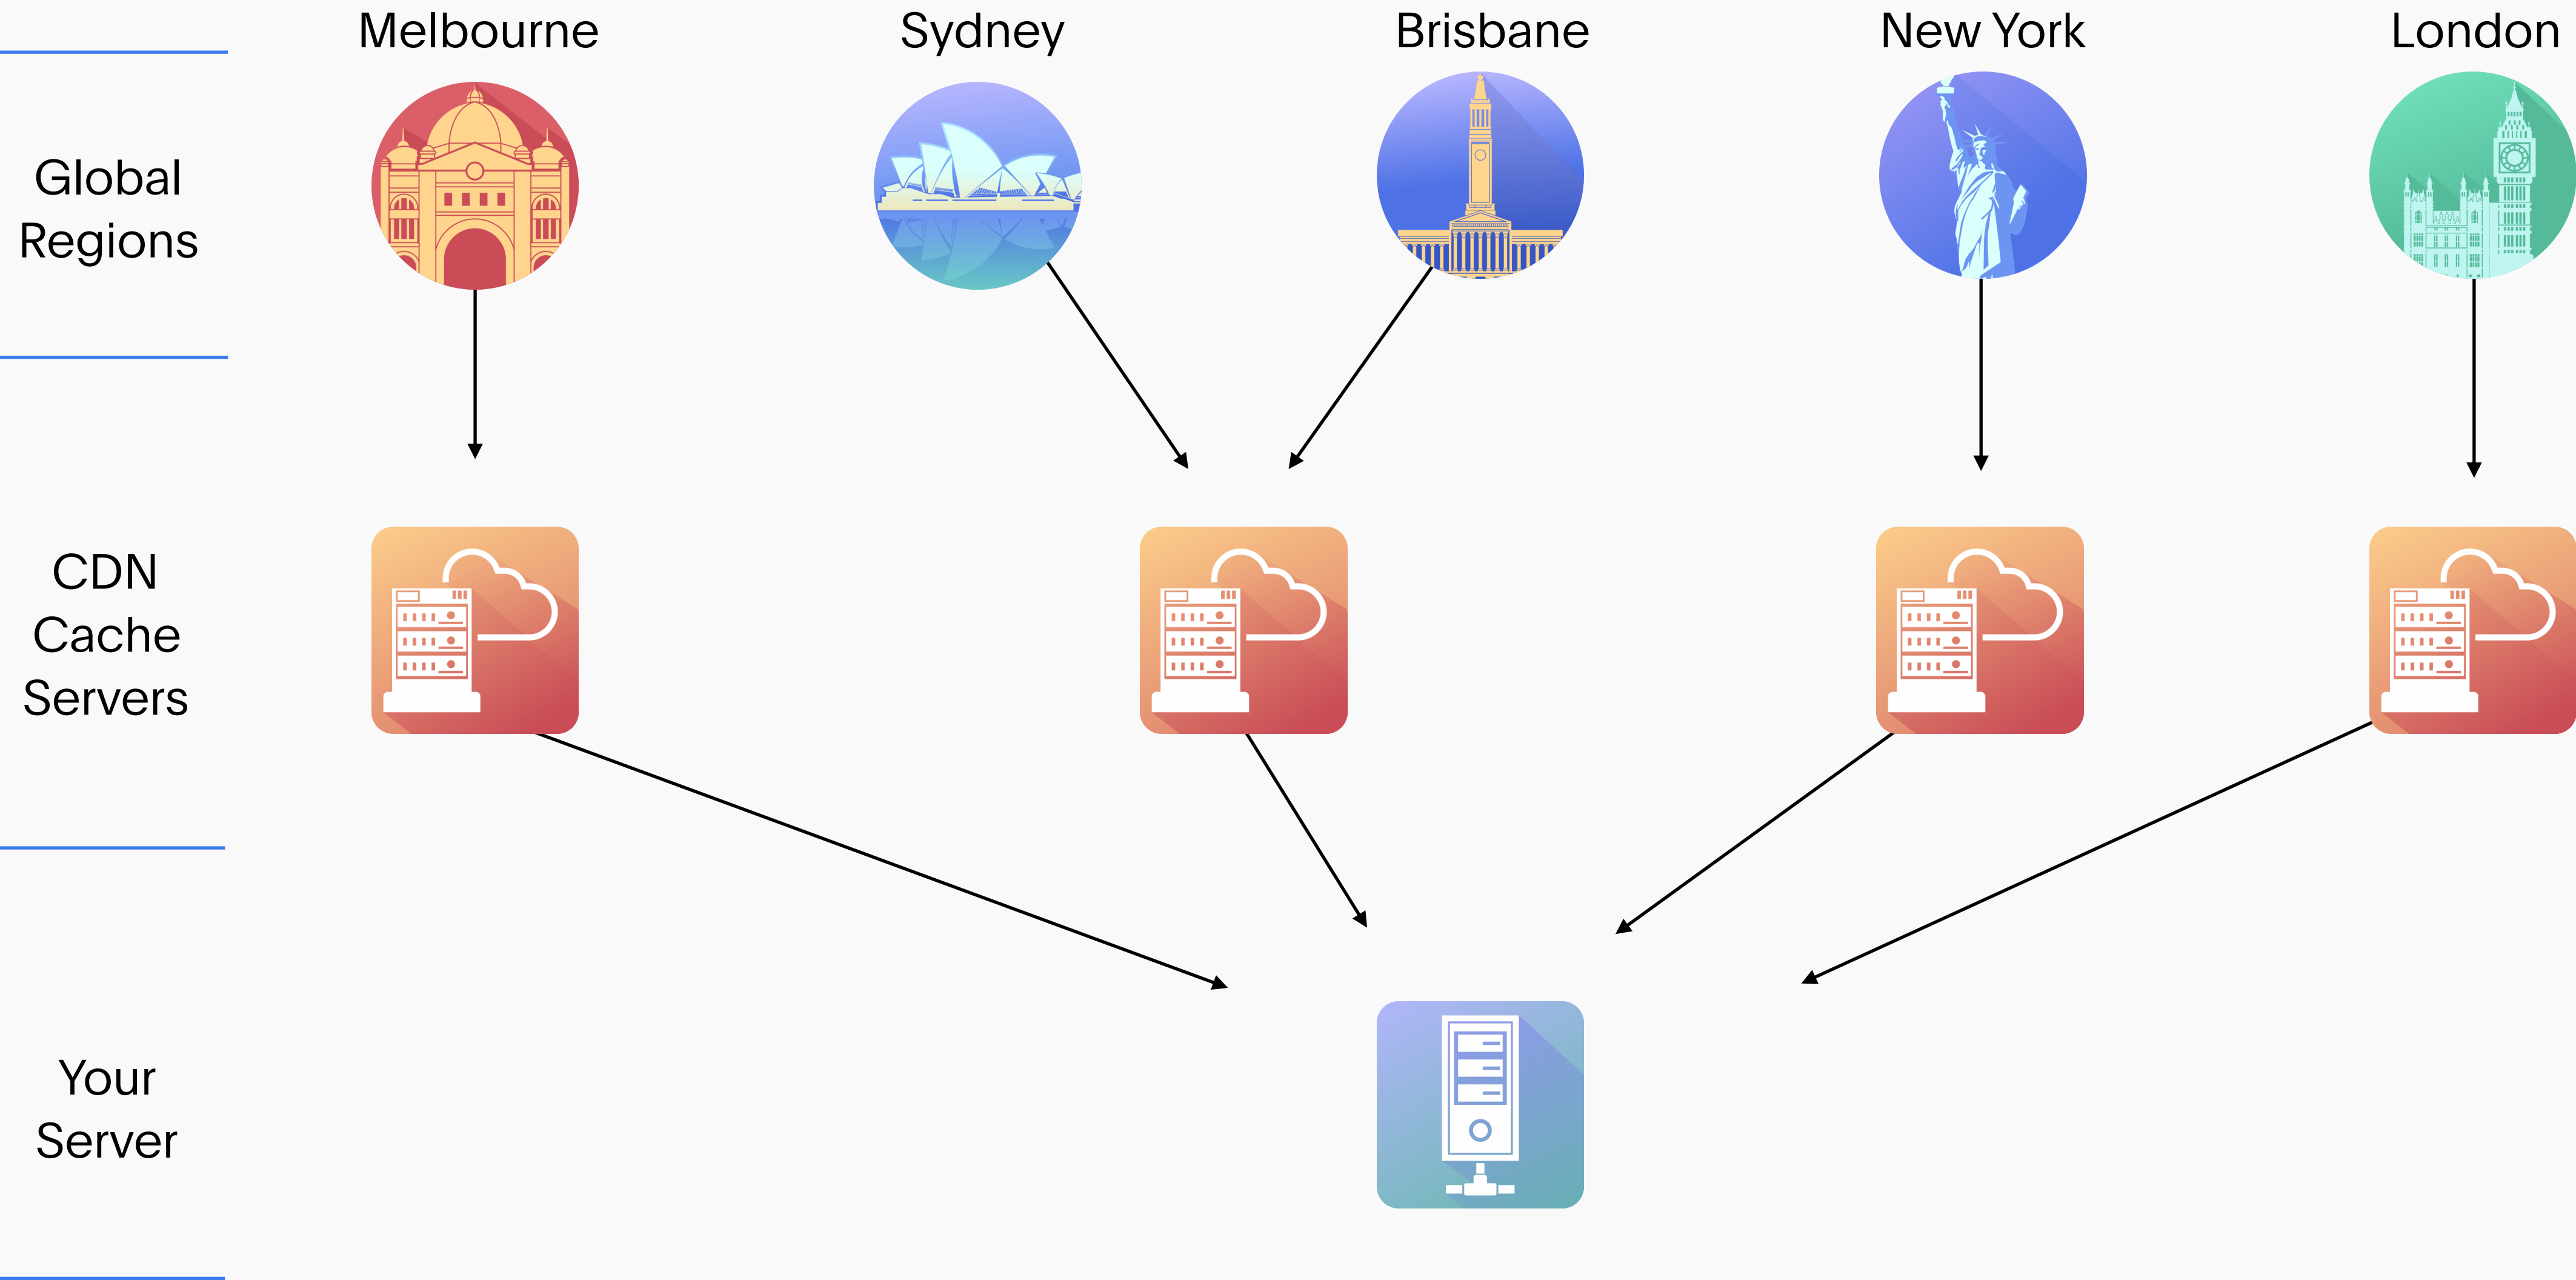 Melbourne
Sydney
Brisbane
New York
London
Global
Regions
CDN
Cache
Servers
Your
Server